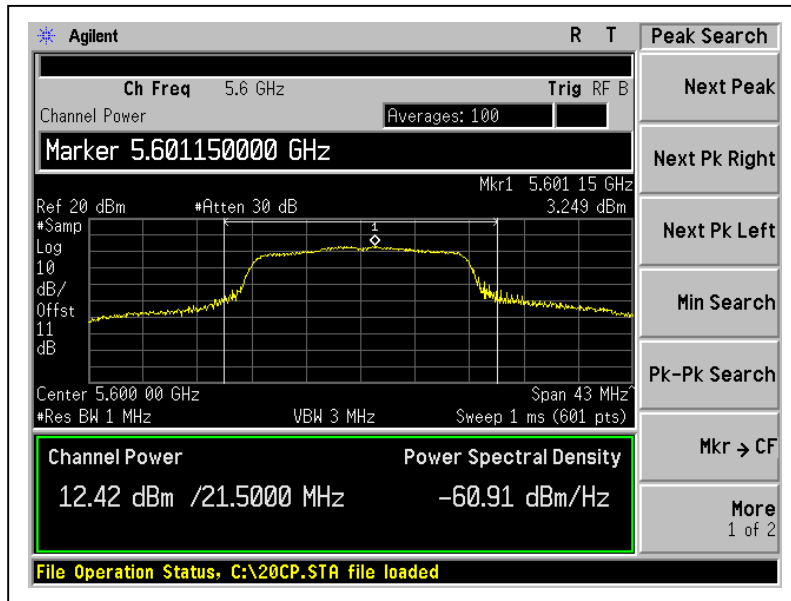 Agilent R T Peak Search
Ch Freq 5.6 GHz Trig RF B
Channel Power Averages: 100
Marker 5.601150000 GHz
Mkr1 5.601 15 GHz
Ref 20 dBm #Atten 30 dB 3.249 dBm
#Samp
Log
10
dB/
Offst
11
dB
1
Center 5.600 00 GHz Span 43 MHz^
#Res BW 1 MHz VBW 3 MHz Sweep 1 ms (601 pts)
Channel Power Power Spectral Density
12.42 dBm /21.5000 MHz -60.91 dBm/Hz
File Operation Status, C:\20CP.STA file loaded
Next Peak
Next Pk Right
Next Pk Left
Min Search
Pk-Pk Search
Mkr → CF
More
1 of 2